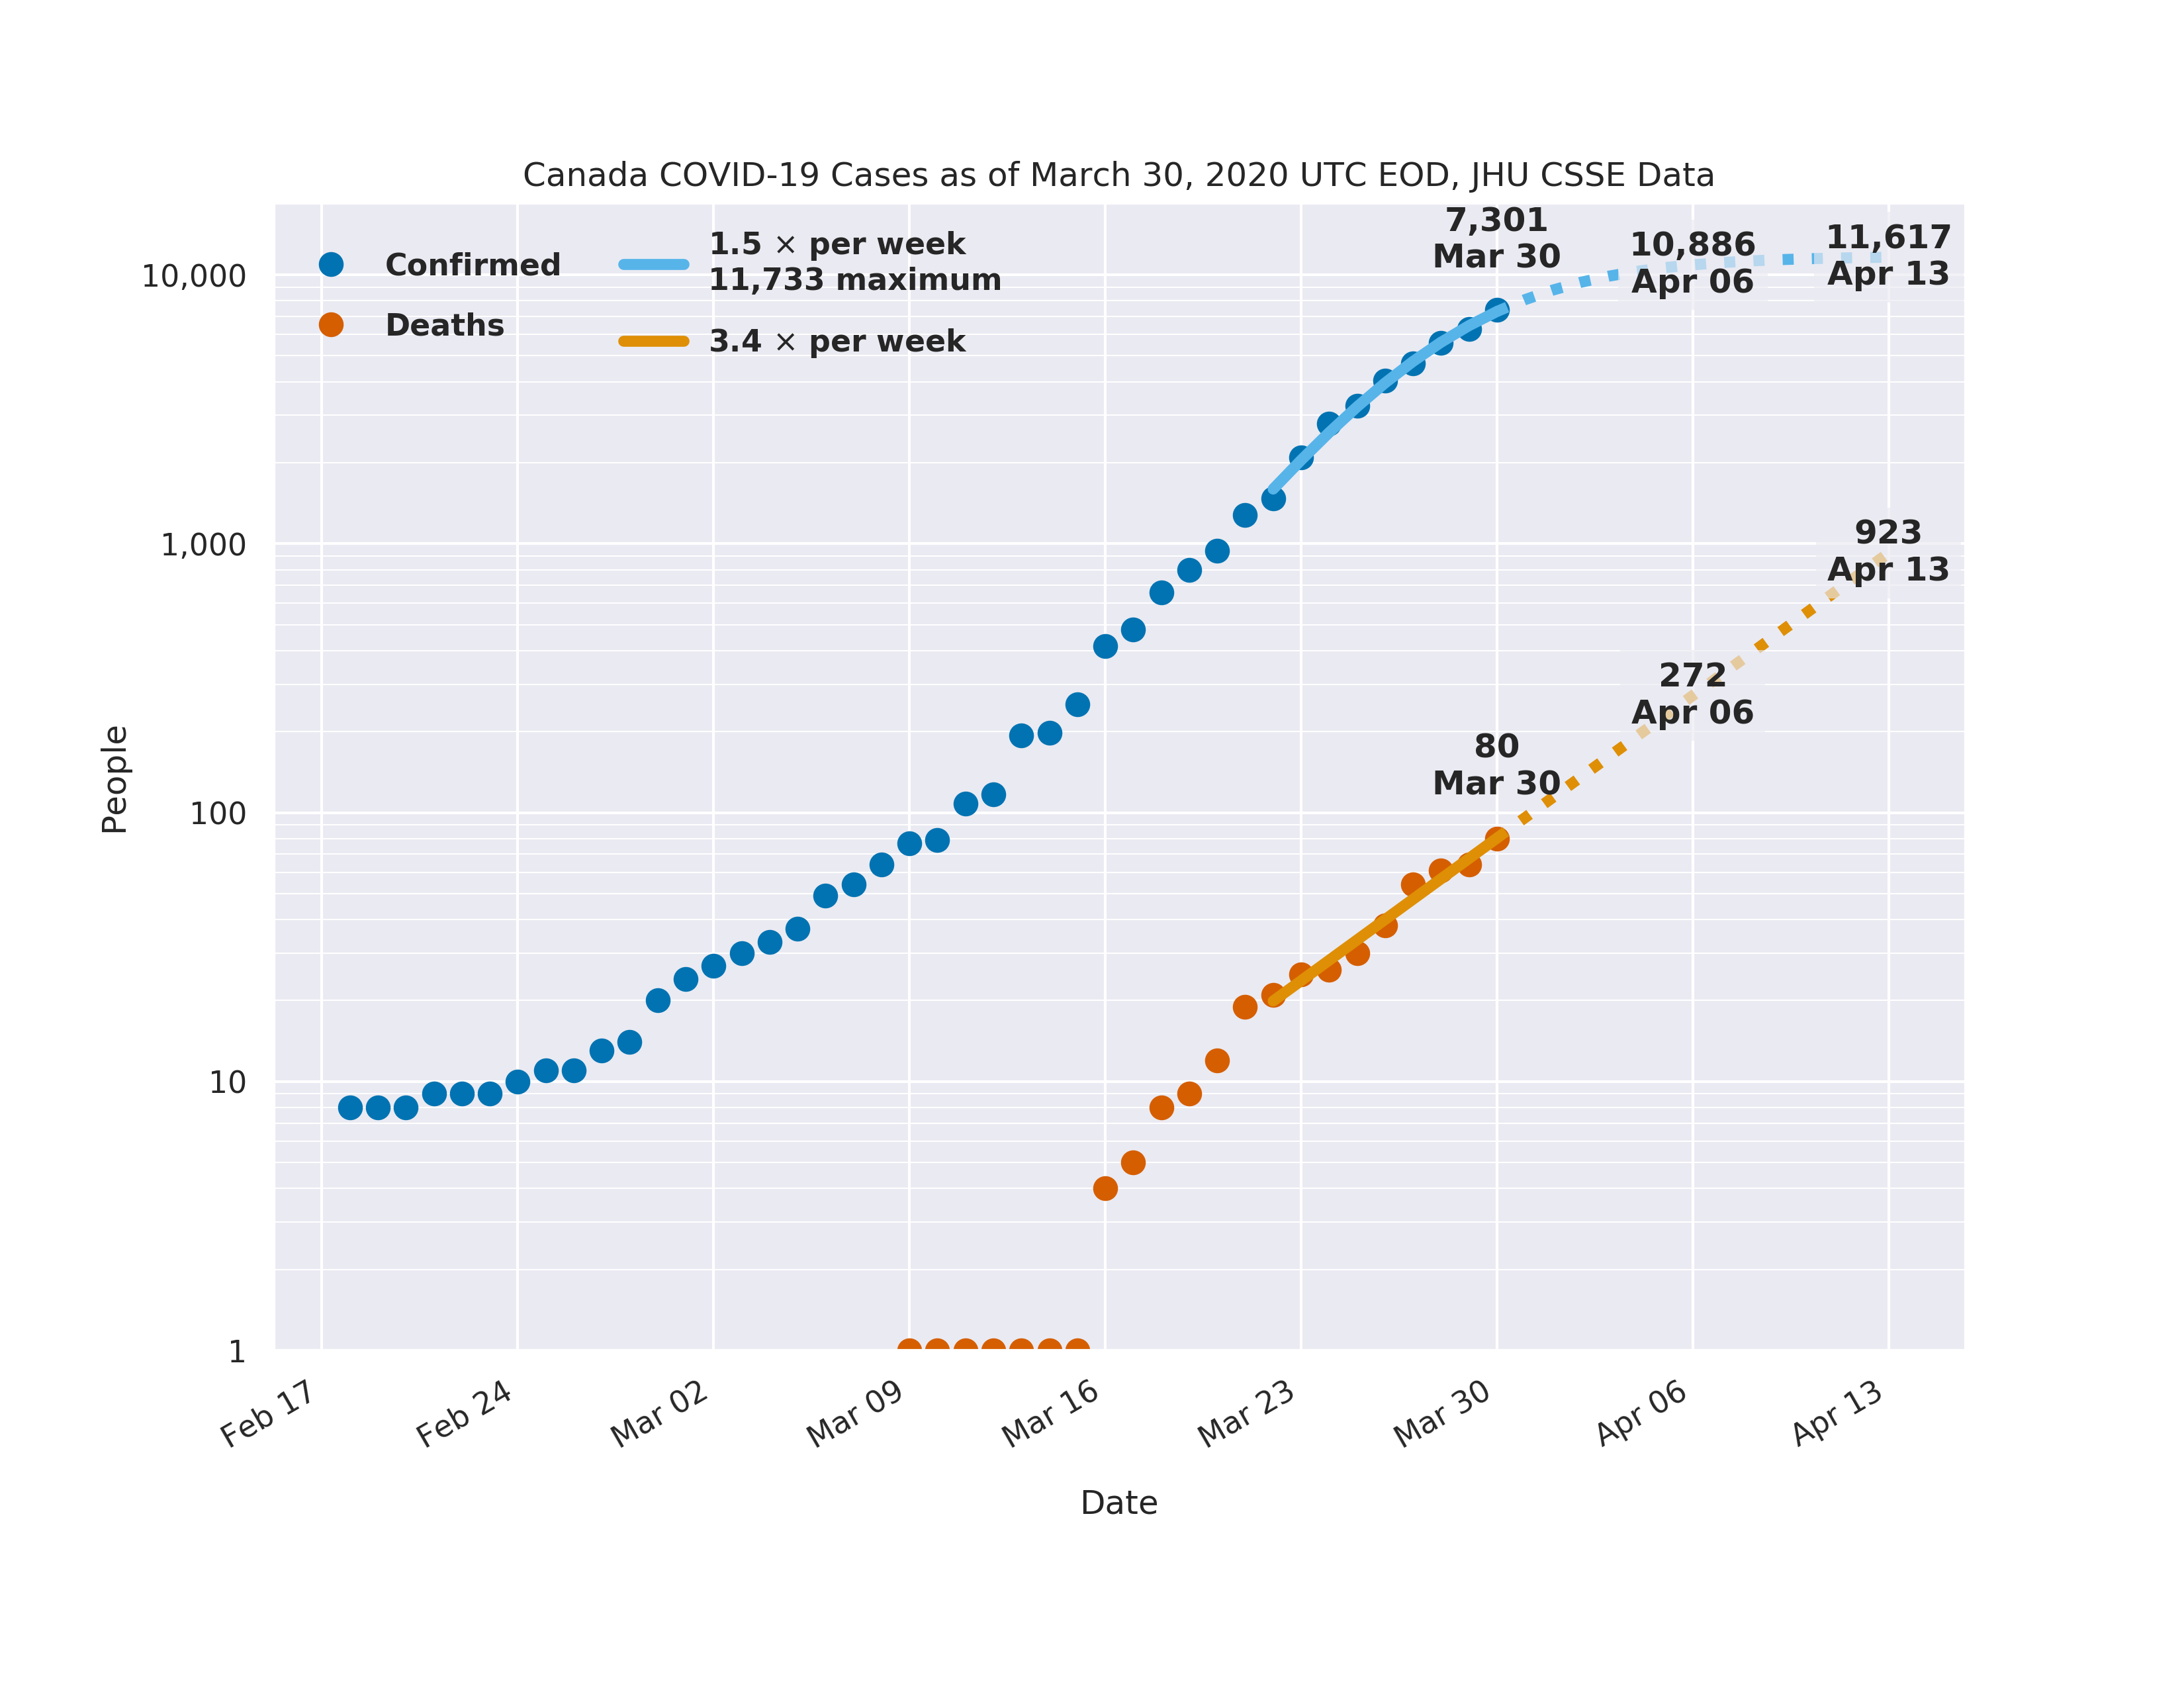 Canada COVID-19 Cases as of March 30, 2020 UTC EOD, JHU CSSE Data
Confirmed
Deaths
1.5 × per week
11,733 maximum
3.4 × per week
7,301
Mar 30
10,886
Apr 06
11,617
Apr 13
923
Apr 13
272
Apr 06
80
Mar 30
10,000
1,000
100
10
1
People
Feb 17
Feb 24
Mar 02
Mar 09
Mar 16
Mar 23
Mar 30
Apr 06
Apr 13
Date